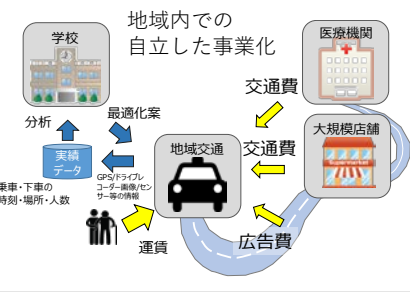 地域内での
自立した事業化
学校
医療機関
交通費
分析
最適化案
大規模店舗
実績
データ
地域交通
交通費
Supermarket
乗車・下車の
時刻・場所・人数
GPS/ドライブレ
コーダー画像/セン
サー等の情報
運賃
広告費